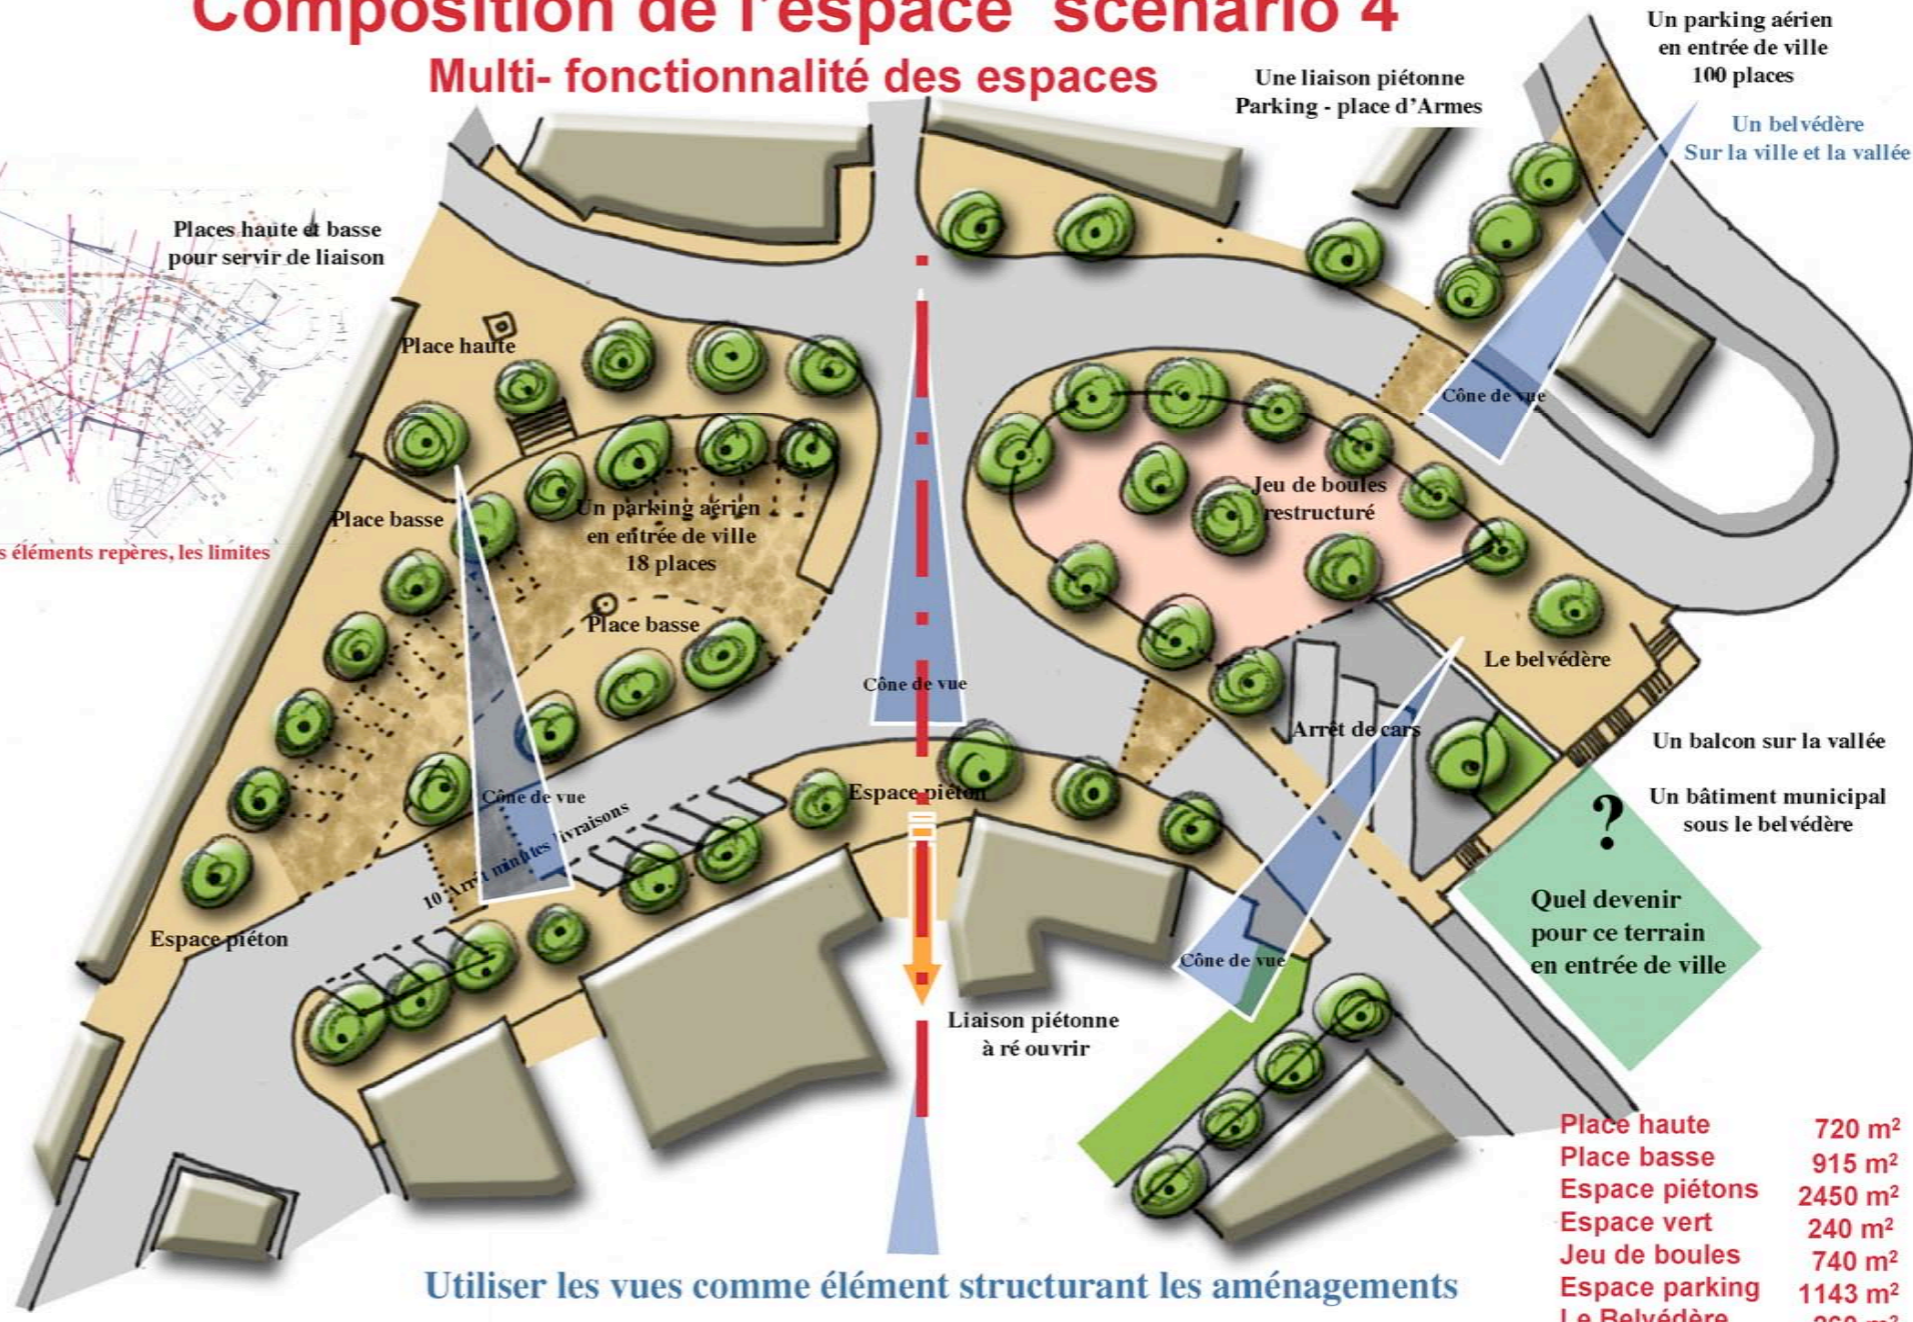 Composition de l'espace scénario 4
Multi- fonctionnalité des espaces
Un parking aérien
en entrée de ville
100 places
Une liaison piétonne
Parking - place d'Armes
Un belvédère
Sur la ville et la vallée
Places haute et basse
pour servir de liaison
Place haute
Cône de vue
Place basse
Un parking aérien
en entrée de ville
18 places
Jeu de boules
restructuré
s éléments repères, les limites
Place basse
Le belvédère
Cône de vue
Arrêt de cars
Un balcon sur la vallée
Cône de vue
Espace piéton
10 Arrêt minutes livraisons
Un bâtiment municipal
sous le belvédère
?
Quel devenir
pour ce terrain
en entrée de ville
Espace piéton
Cône de vue
Liaison piétonne
à ré ouvrir
Place haute 720 m²
Place basse 915 m²
Espace piétons 2450 m²
Espace vert 240 m²
Jeu de boules 740 m²
Espace parking 1143 m²
Le Belvédère
Utiliser les vues comme élément structurant les aménagements